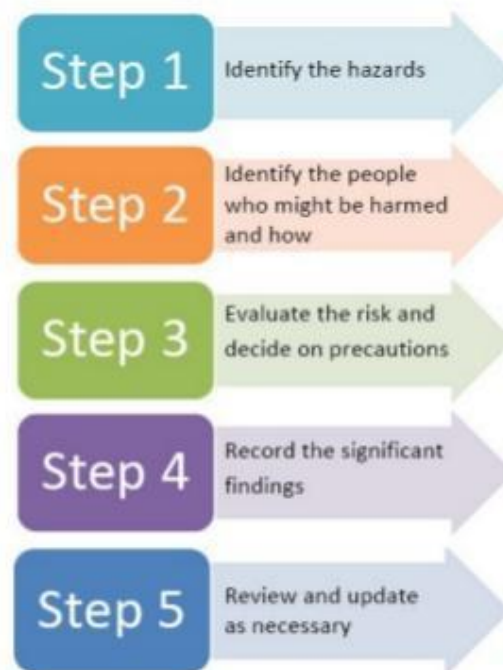 Step 1
Identify the hazards
Step 2
Identify the people
who might be harmed
and how
Step 3
Evaluate the risk and
decide on precautions
Step 4
Record the significant
findings
Step 5
Review and update
as necessary